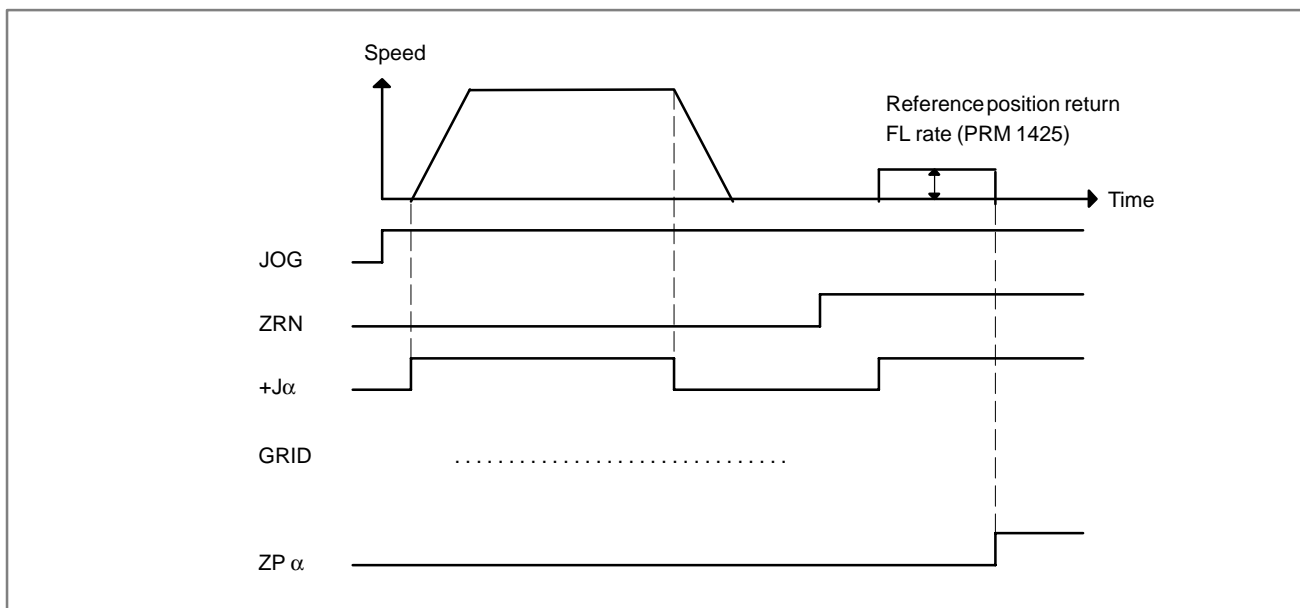 Speed
Reference position return
FL rate (PRM 1425)
Time
JOG
ZRN
+Jα
GRID
ZP α